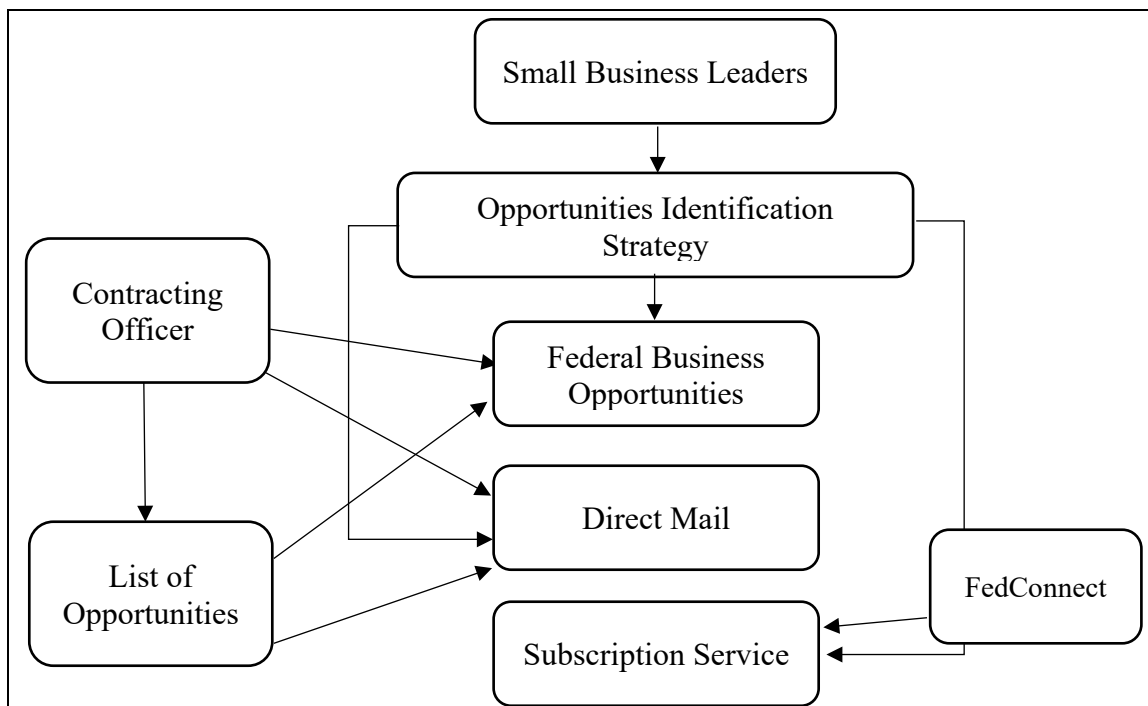 Small Business Leaders
Opportunities Identification
Strategy
Contracting
Officer
Federal Business
Opportunities
Direct Mail
List of
Opportunities
FedConnect
Subscription Service